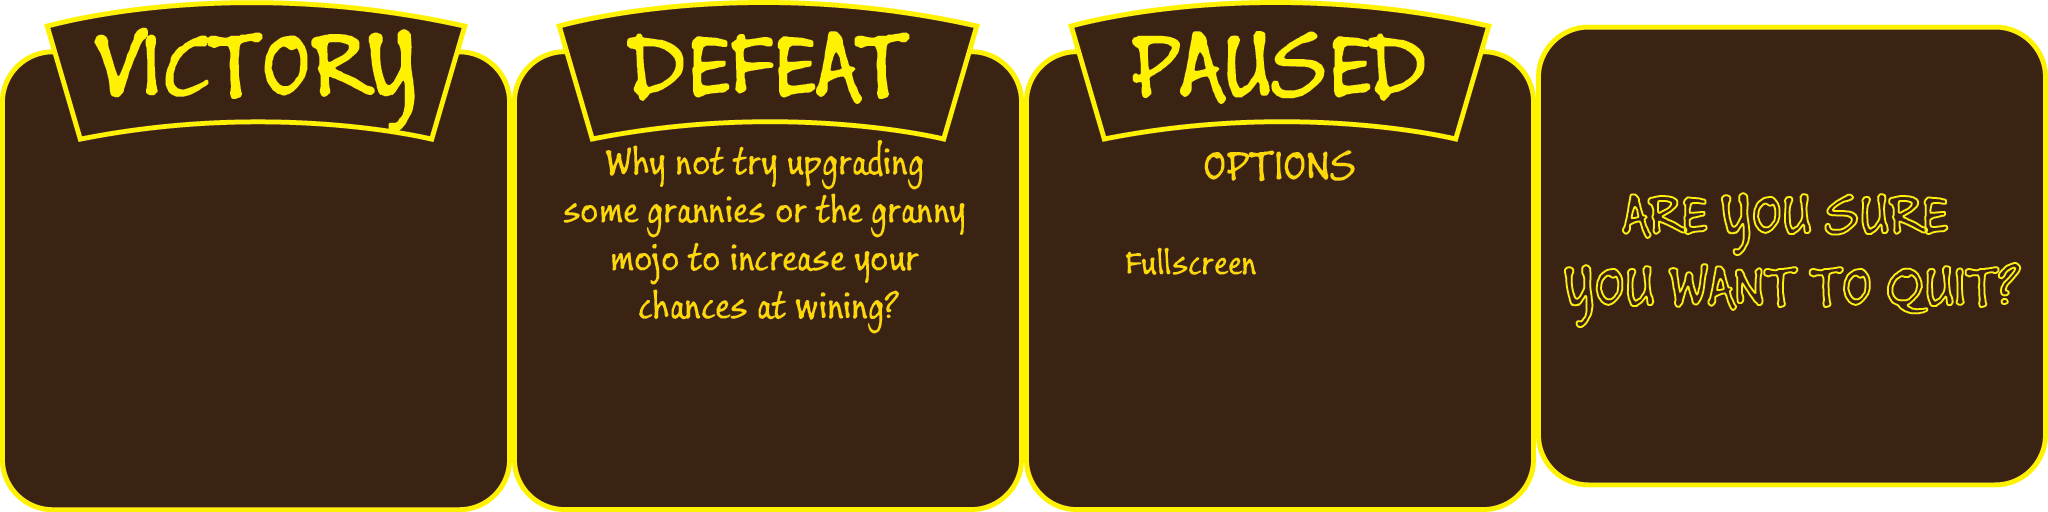 VICTORY
DEFEAT
Why not try upgrading
some grannies or the granny
mojo to increase your
chances at wining?
PAUSED
OPTIONS
Fullscreen
ARE YOU SURE
YOU WANT TO QUIT?